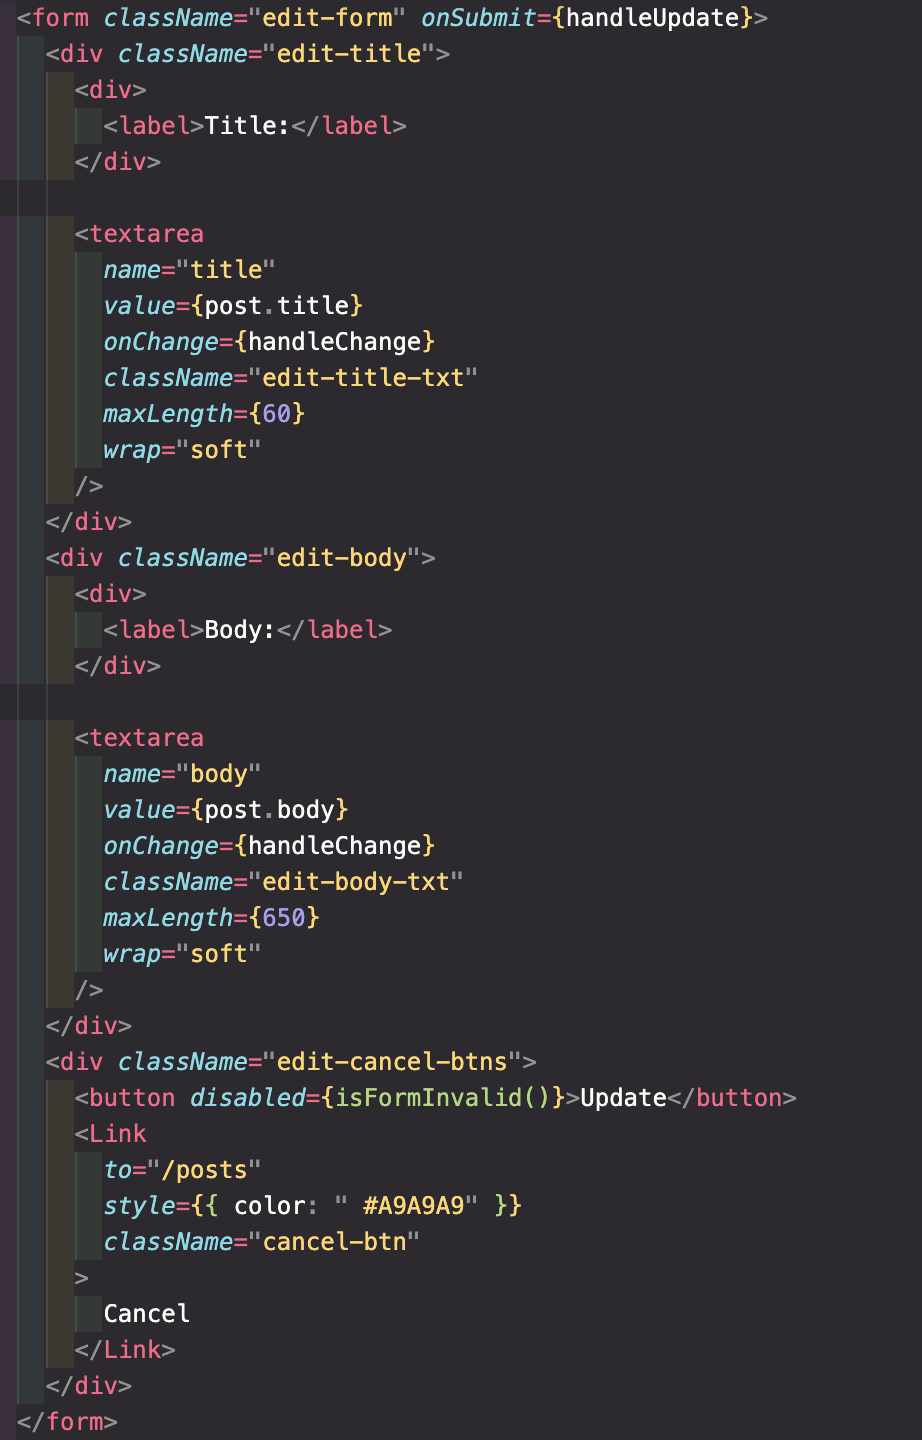 <form className="edit-form" onSubmit={handleUpdate}>
  <div className="edit-title">
    <div>
      <label>Title:</label>
    </div>

    <textarea
      name="title"
      value={post.title}
      onChange={handleChange}
      className="edit-title-txt"
      maxLength={60}
      wrap="soft"
    />
  </div>
  <div className="edit-body">
    <div>
      <label>Body:</label>
    </div>

    <textarea
      name="body"
      value={post.body}
      onChange={handleChange}
      className="edit-body-txt"
      maxLength={650}
      wrap="soft"
    />
  </div>
  <div className="edit-cancel-btns">
    <button disabled={isFormInvalid()}>Update</button>
    <Link
      to="/posts"
      style={{ color: " #A9A9A9" }}
      className="cancel-btn"
    >
      Cancel
    </Link>
  </div>
</form>